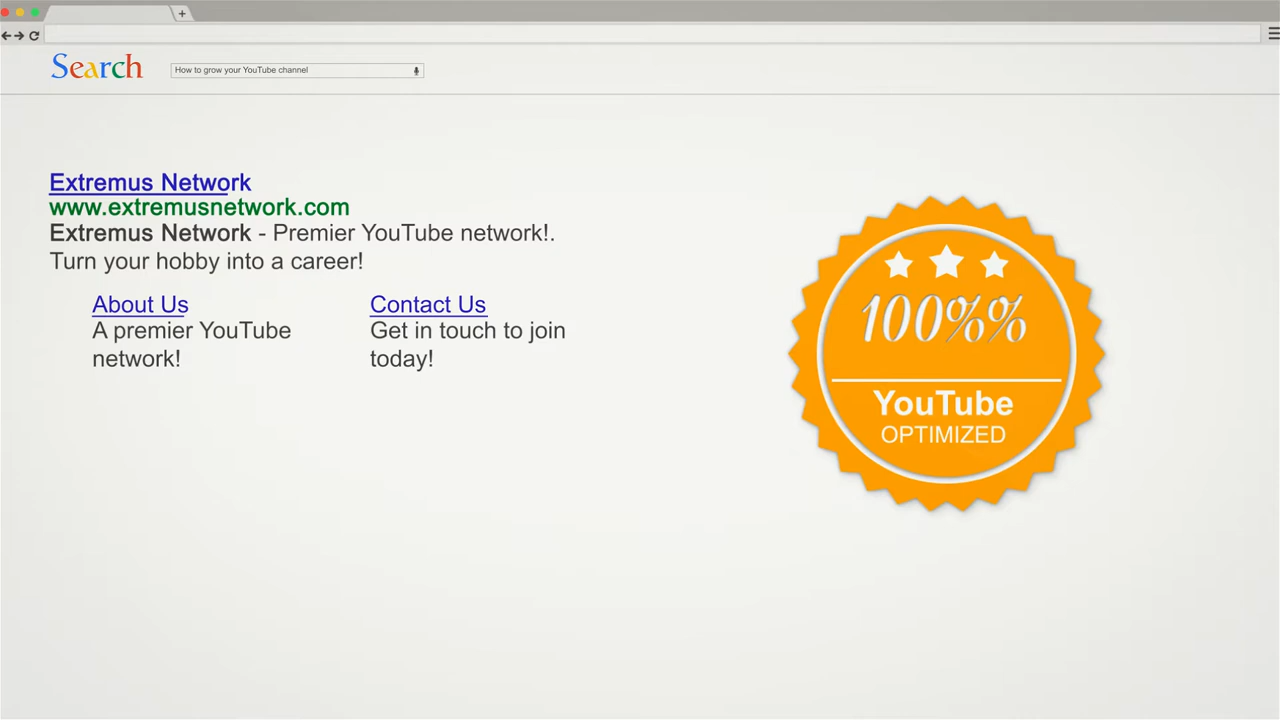 Search
How to grow your YouTube channel
Extremus Network
www.extremusnetwork.com
Extremus Network - Premier YouTube network!.
Turn your hobby into a career!
About Us
A premier YouTube
network!
Contact Us
Get in touch to join
today!
100%%
YouTube
OPTIMIZED